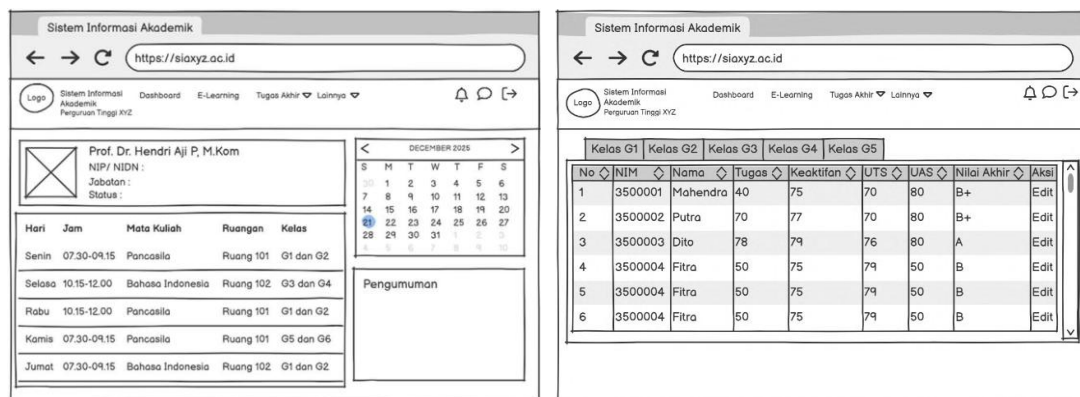 Sistem Informasi Akademik
https://siaxyz.ac.id
Logo
Sistem Informasi
Akademik
Perguruan Tinggi XYZ
Dashboard E-Learning Tugas Akhir Lainnya
Prof. Dr. Hendri Aji P, M.Kom
NIP/ NIDN :
Jabatan :
Status :
Hari Jam Mata Kuliah Ruangan Kelas
Senin 07.30-09.15 Pancasila Ruang 101 G1 dan G2
Selasa 10.15-12.00 Bahasa Indonesia Ruang 102 G3 dan G4
Rabu 10.15-12.00 Pancasila Ruang 101 G1 dan G2
Kamis 07.30-09.15 Pancasila Ruang 101 G5 dan G6
Jumat 07.30-09.15 Bahasa Indonesia Ruang 102 G1 dan G2
< DECEMBER 2025 >
S M T W T F S
30 1 2 3 4 5 6
7 8 9 10 11 12 13
14 15 16 17 18 19 20
21 22 23 24 25 26 27
28 29 30 31 1 2 3
4 5 6 7 8 9 10
Pengumuman
Sistem Informasi Akademik
https://siaxyz.ac.id
Logo
Sistem Informasi
Akademik
Perguruan Tinggi XYZ
Dashboard E-Learning Tugas Akhir Lainnya
Kelas G1 Kelas G2 Kelas G3 Kelas G4 Kelas G5
No NIM Nama Tugas Keaktifan UTS UAS Nilai Akhir Aksi
1 3500001 Mahendra 40 75 70 80 B+ Edit
2 3500002 Putra 70 77 70 80 B+ Edit
3 3500003 Dito 78 79 76 80 A Edit
4 3500004 Fitra 50 75 79 50 B Edit
5 3500004 Fitra 50 75 79 50 B Edit
6 3500004 Fitra 50 75 79 50 B Edit